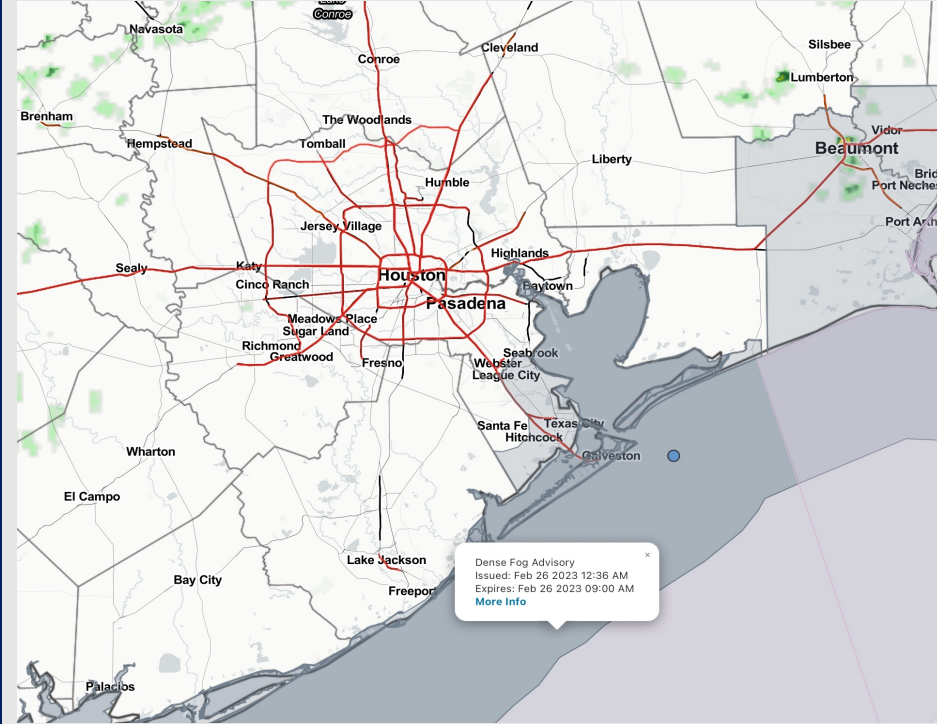 Conroe
Navasota
Cleveland
Silsbee
Conroe
Lumberton
Brenham
The Woodlands
Vidor
Hempstead
Tomball
Beaumont
Liberty
Humble
Port Neche
Jersey Village
Highlands
Sealy
Katy
Houston
Cinco Ranch
Baytown
Pasadena
Meadows Place
Sugar Land
Richmond
Greatwood
Seabrook
Fresno
Webster
League City
Santa Fe
Texas City
Hitchcock
Wharton
Galveston
El Campo
×
Dense Fog Advisory
Issued: Feb 26 2023 12:36 AM
Expires: Feb 26 2023 09:00 AM
More Info
Lake Jackson
Bay City
Freeport
Palacios